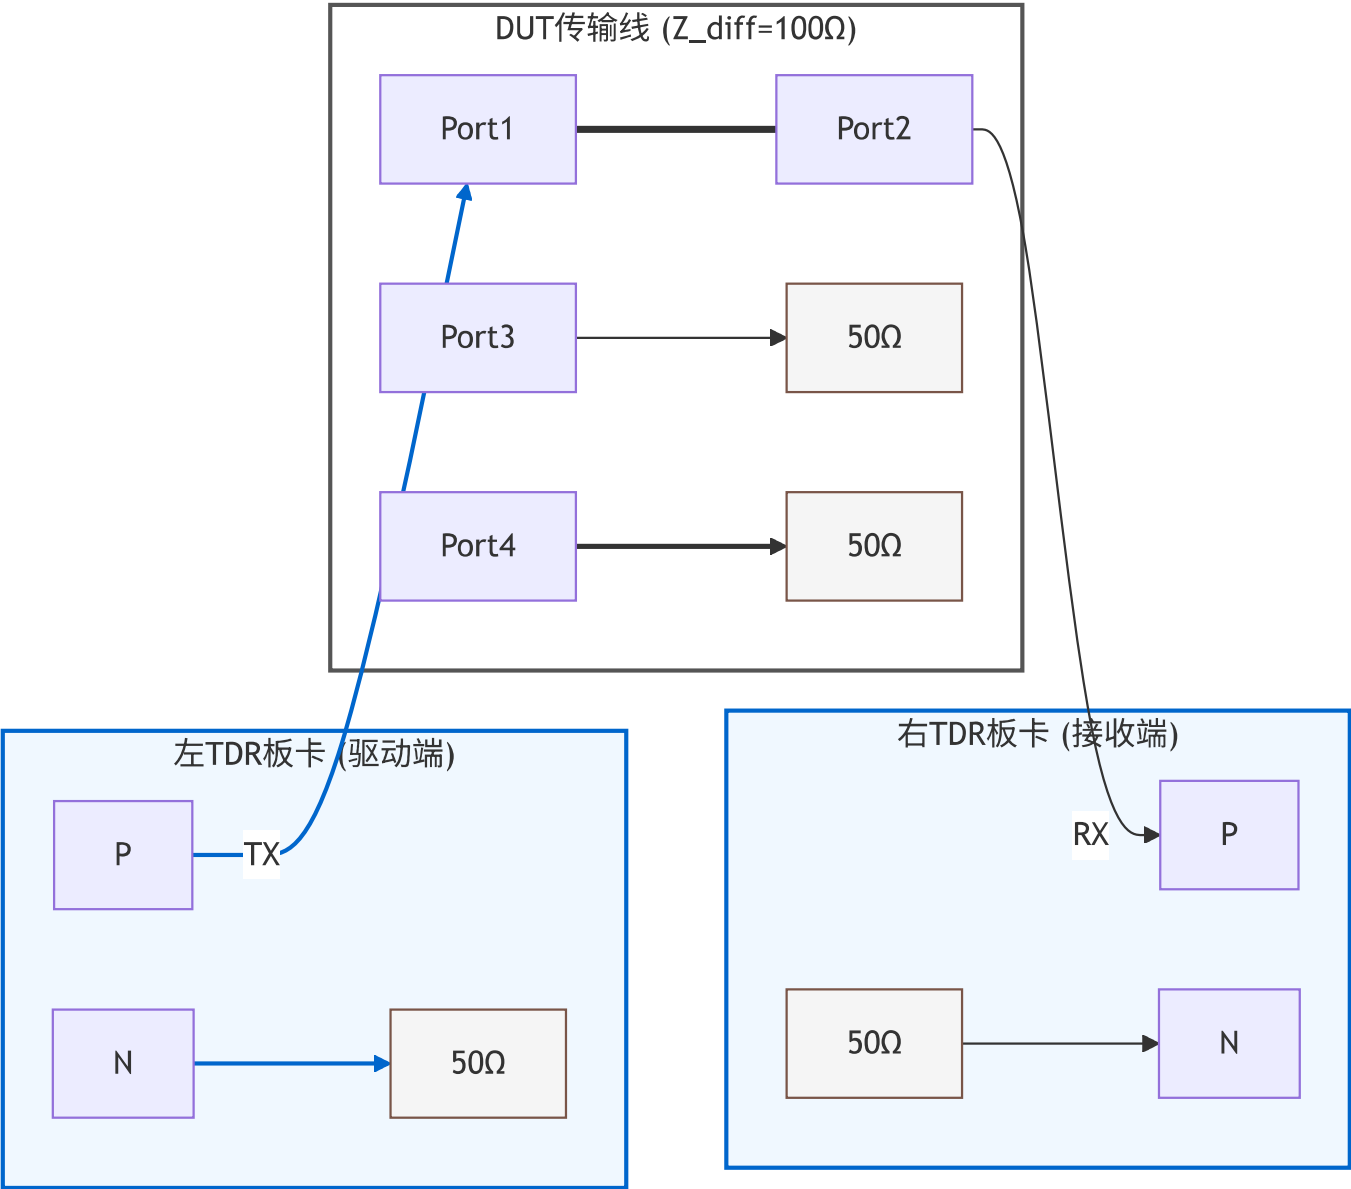 DUT传输线 (Z_diff=100Ω)
Port1
Port2
Port3
50Ω
Port4
50Ω
左TDR板卡 (驱动端)
P
TX
N
50Ω
右TDR板卡 (接收端)
RX
P
50Ω
N